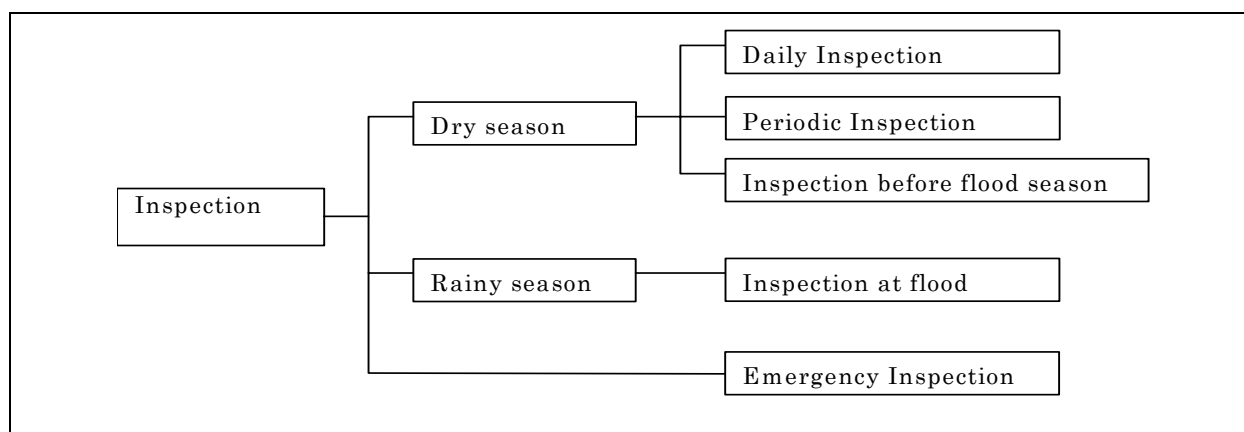 Inspection
Dry season
Daily Inspection
Periodic Inspection
Inspection before flood season
Rainy season
Inspection at flood
Emergency Inspection